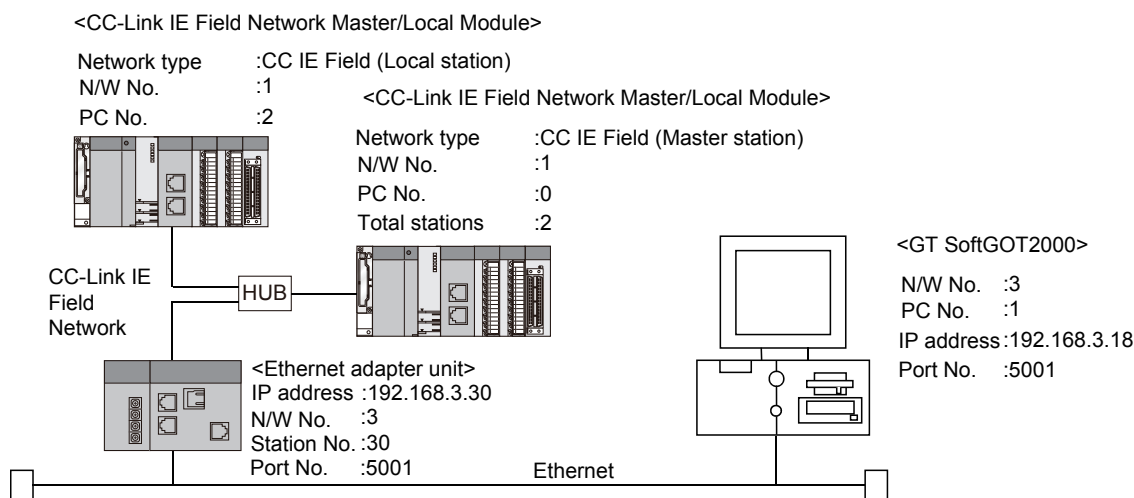 <CC-Link IE Field Network Master/Local Module>
Network type :CC IE Field (Local station)
N/W No. :1
PC No. :2
<CC-Link IE Field Network Master/Local Module>
Network type :CC IE Field (Master station)
N/W No. :1
PC No. :0
Total stations :2
<GT SoftGOT2000>
N/W No. :3
PC No. :1
IP address :192.168.3.18
Port No. :5001
CC-Link IE
Field
Network
HUB
<Ethernet adapter unit>
IP address :192.168.3.30
N/W No. :3
Station No. :30
Port No. :5001
Ethernet